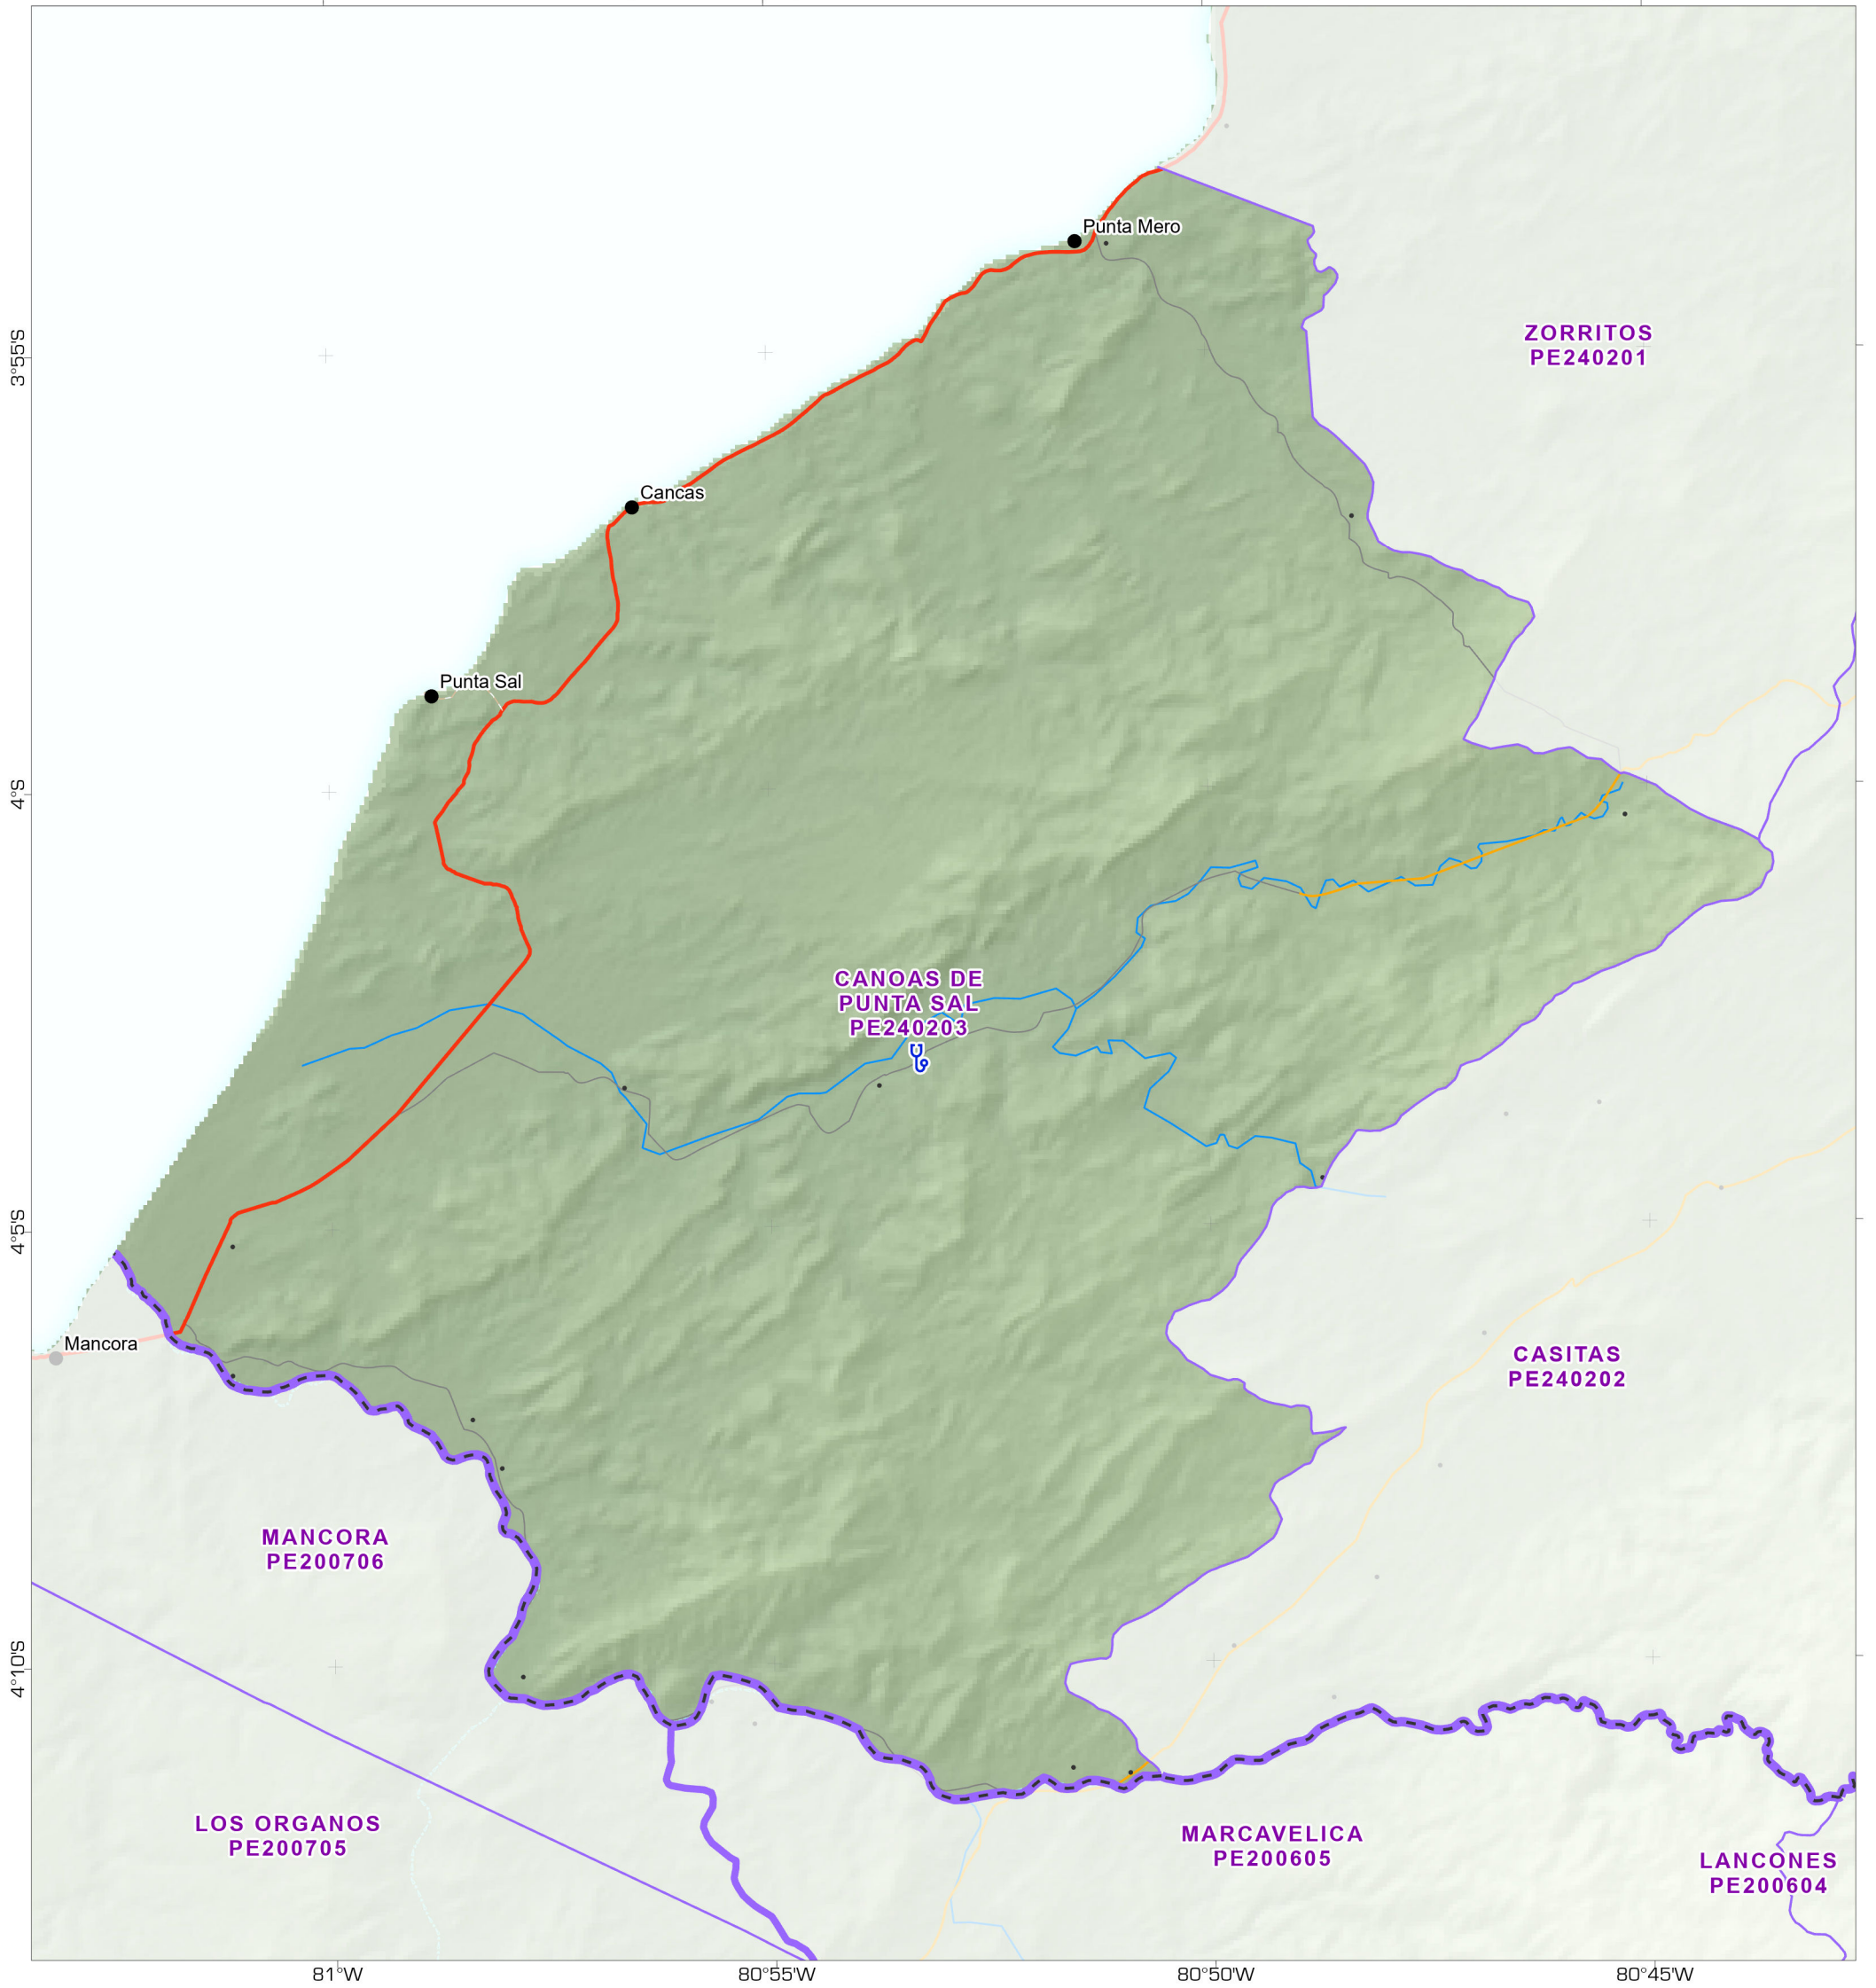 Punta Mero
ZORRITOS
PE240201
3°55'S
Cancas
Punta Sal
4°S
CANOAS DE
PUNTA SAL
PE240203
4°5'S
Mancora
CASITAS
PE240202
MANCORA
PE200706
4°10'S
LOS ORGANOS
PE200705
MARCAVELICA
PE200605
LANCONES
PE200604
81°W
80°55'W
80°50'W
80°45'W